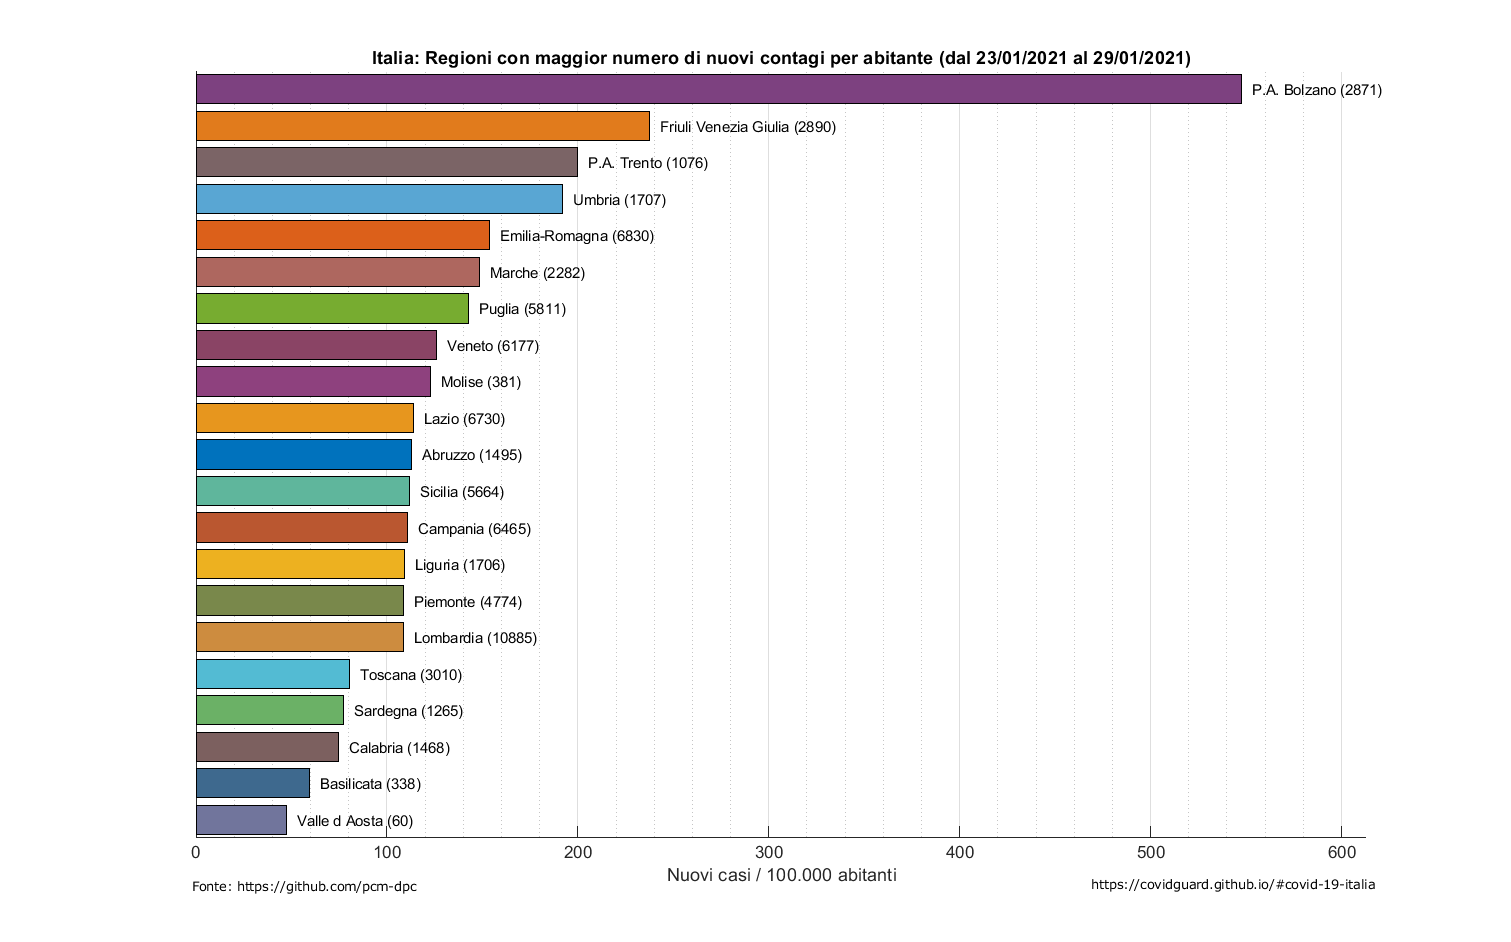 Italia: Regioni con maggior numero di nuovi contagi per abitante (dal 23/01/2021 al 29/01/2021)
P.A. Bolzano (2871)
Friuli Venezia Giulia (2890)
P.A. Trento (1076)
Umbria (1707)
Emilia-Romagna (6830)
Marche (2282)
Puglia (5811)
Veneto (6177)
Molise (381)
Lazio (6730)
Abruzzo (1495)
Sicilia (5664)
Campania (6465)
Liguria (1706)
Piemonte (4774)
Lombardia (10885)
Toscana (3010)
Sardegna (1265)
Calabria (1468)
Basilicata (338)
Valle d Aosta (60)
0 100 200 300 400 500 600
Nuovi casi / 100.000 abitanti
Fonte: https://github.com/pcm-dpc
https://covidguard.github.io/#covid-19-italia